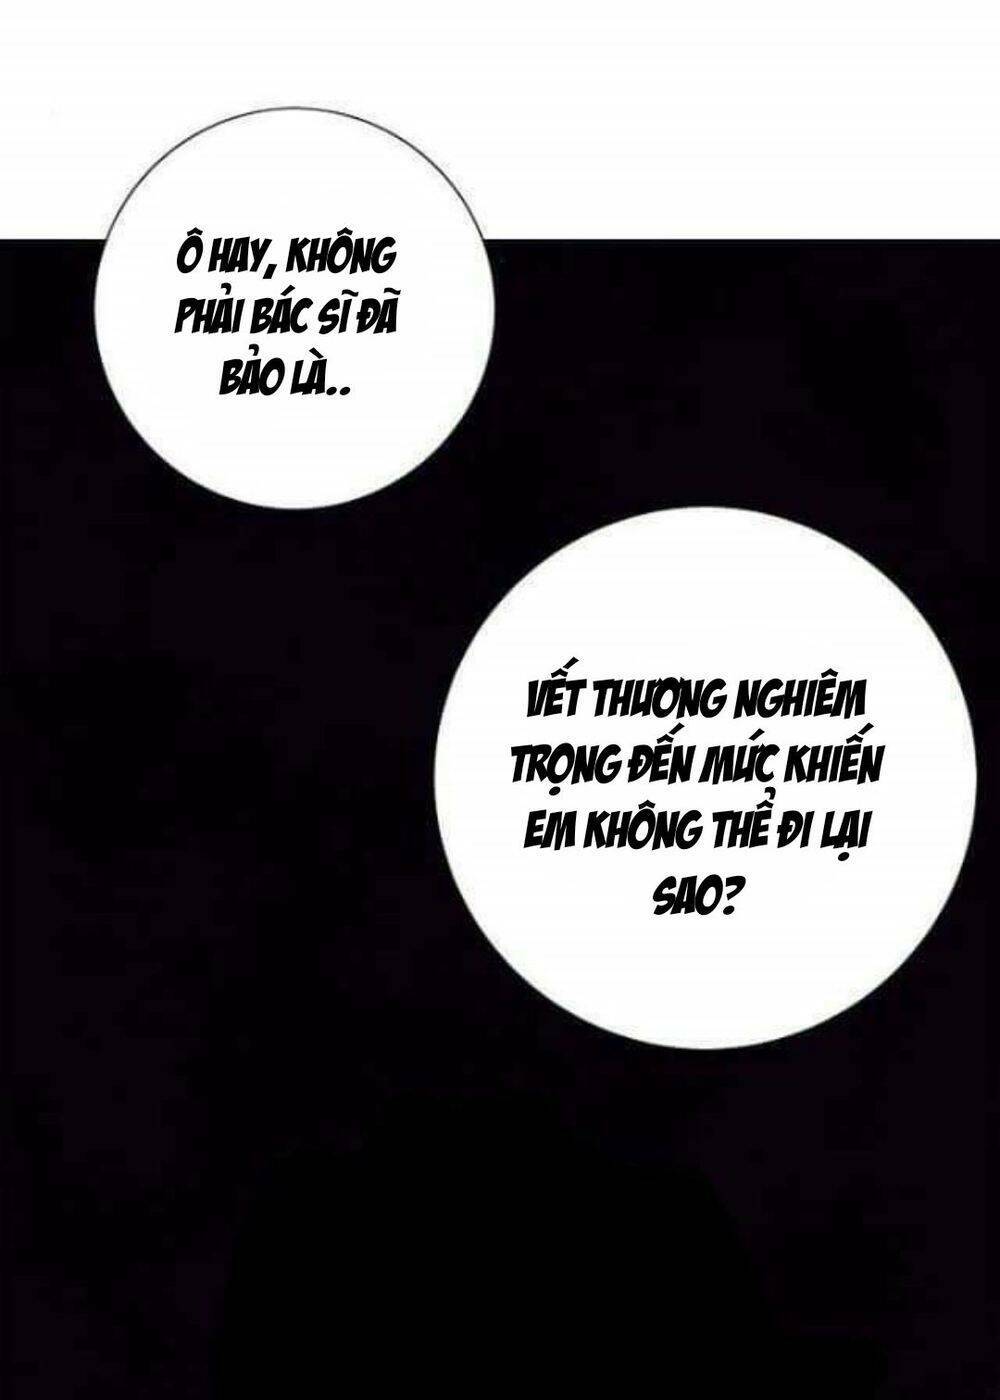 Ô HAY, KHÔNG
PHẢI BÁC SĨ ĐÃ
BẢO LÀ..
VẾT THƯƠNG NGHIÊM
TRỌNG ĐẾN MỨC KHIẾN
EM KHÔNG THỂ ĐI LẠI
SAO?